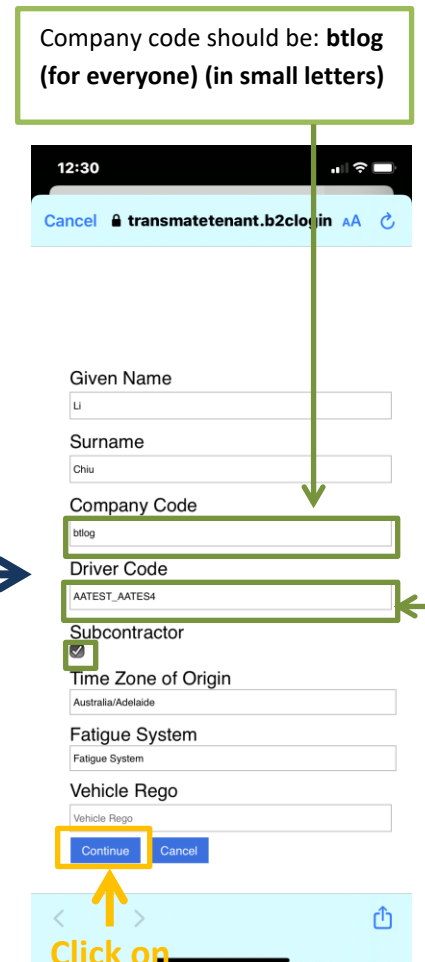 Company code should be: btlog
(for everyone) (in small letters)
12:30
Cancel transmatetenant.b2clogin AA
Given Name
Li
Surname
Chiu
Company Code
btlog
Driver Code
AATEST_AATES4
Subcontractor
Time Zone of Origin
Australia/Adelaide
Fatigue System
Fatigue System
Vehicle Rego
Vehicle Rego
Continue Cancel
Click on